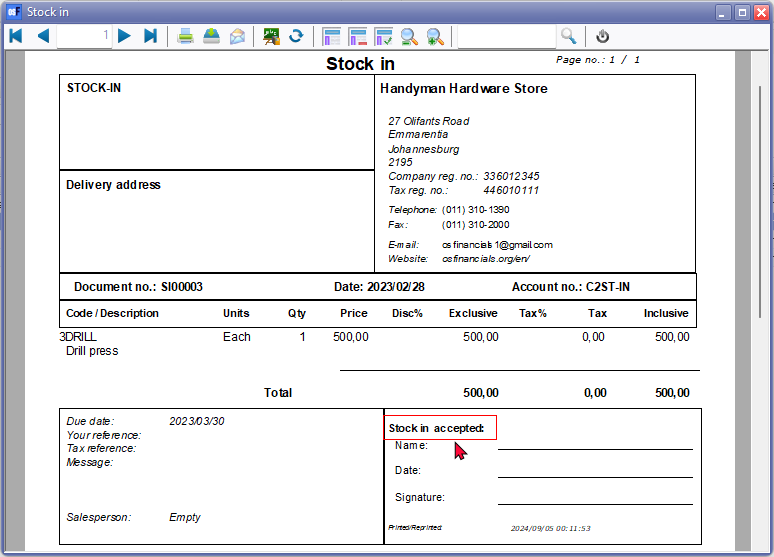 Stock in
1
Stock in
Page no.: 1 / 1
STOCK-IN
Handyman Hardware Store
27 Olifants Road
Emmarentia
Johannesburg
2195
Company reg. no.: 336012345
Tax reg. no.: 446010111
Telephone: (011) 310-1390
Fax: (011) 310-2000
E-mail: osfinancials1@gmail.com
Website: osfinancials.org/en/
Delivery address
Document no.: SI00003 Date: 2023/02/28 Account no.: C2ST-IN
Code / Description Units Qty Price Disc% Exclusive Tax% Tax Inclusive
3DRILL Each 1 500,00 500,00 0,00 500,00
Drill press
Total 500,00 0,00 500,00
Due date: 2023/03/30
Your reference:
Tax reference:
Message:
Salesperson: Empty
Stock in accepted:
Name:
Date:
Signature:
Printed/Reprinted: 2024/09/05 00:11:53